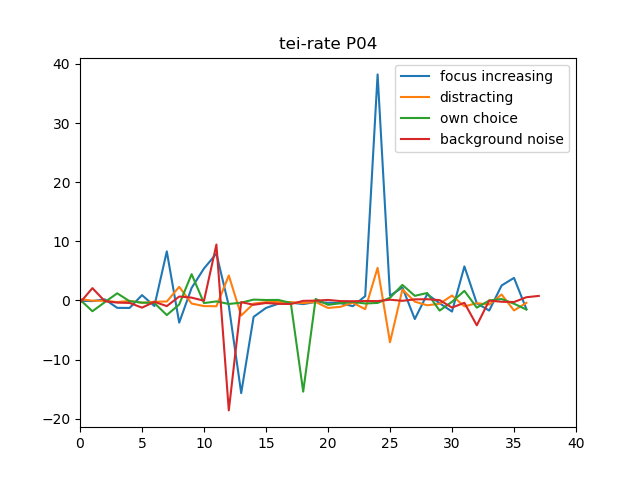 tei-rate P04
focus increasing
distracting
own choice
background noise
40
30
20
10
0
−10
−20
0 5 10 15 20 25 30 35 40